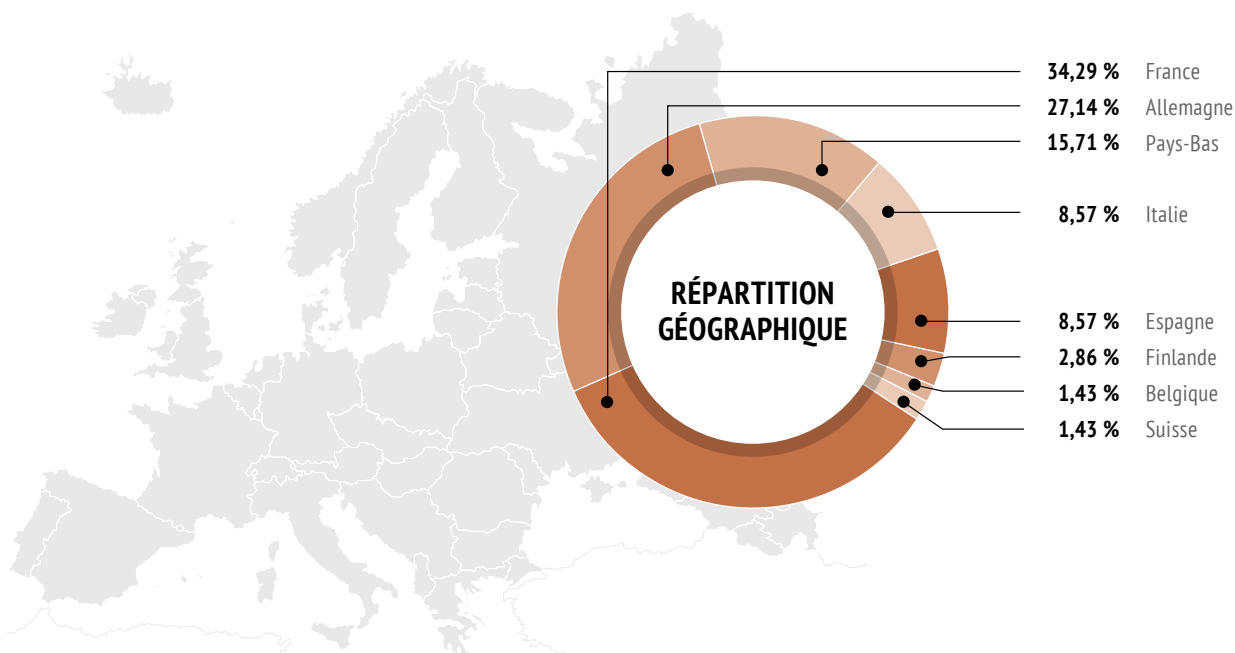 34,29 % France
27,14 % Allemagne
15,71 % Pays-Bas
8,57 % Italie
RÉPARTITION
GÉOGRAPHIQUE
8,57 % Espagne
2,86 % Finlande
1,43 % Belgique
1,43 % Suisse